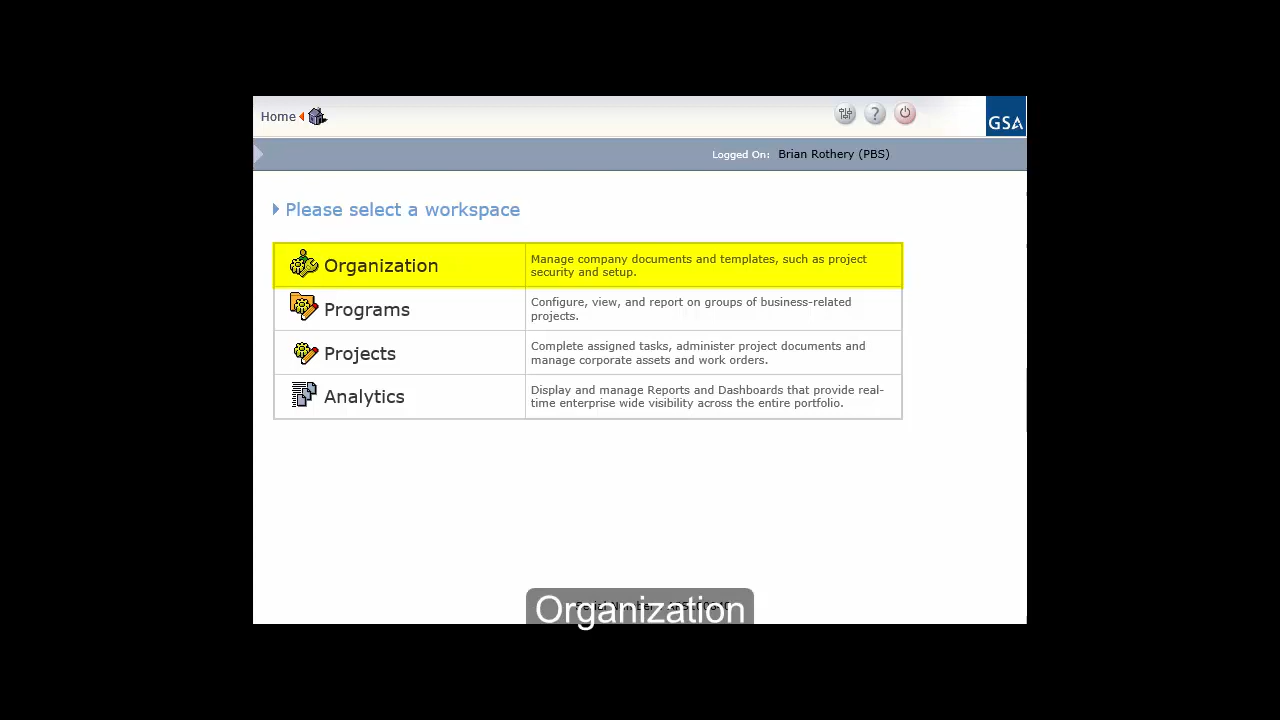 Home
GSA
Logged On: Brian Rothery (PBS)
Please select a workspace
Organization
Manage company documents and templates, such as project
security and setup.
Programs
Configure, view, and report on groups of business-related
projects.
Projects
Complete assigned tasks, administer project documents and
manage corporate assets and work orders.
Analytics
Display and manage Reports and Dashboards that provide real-
time enterprise wide visibility across the entire portfolio.
Organization